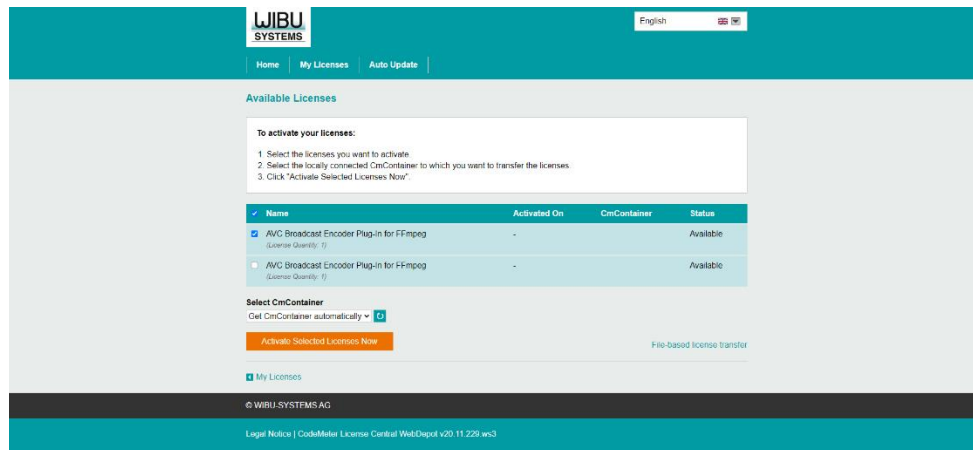 WIBU
SYSTEMS
English
Home My Licenses Auto Update
Available Licenses
To activate your licenses:
1. Select the licenses you want to activate.
2. Select the locally connected CmContainer to which you want to transfer the licenses.
3. Click "Activate Selected Licenses Now".
Name Activated On CmContainer Status
AVC Broadcast Encoder Plug-In for FFmpeg - Available
(License Quantity: 1)
AVC Broadcast Encoder Plug-In for FFmpeg - Available
(License Quantity: 1)
Select CmContainer
Get CmContainer automatically
Activate Selected Licenses Now
File-based license transfer
My Licenses
© WIBU-SYSTEMS AG
Legal Notice | CodeMeter License Central WebDepot v20.11.229.ws3